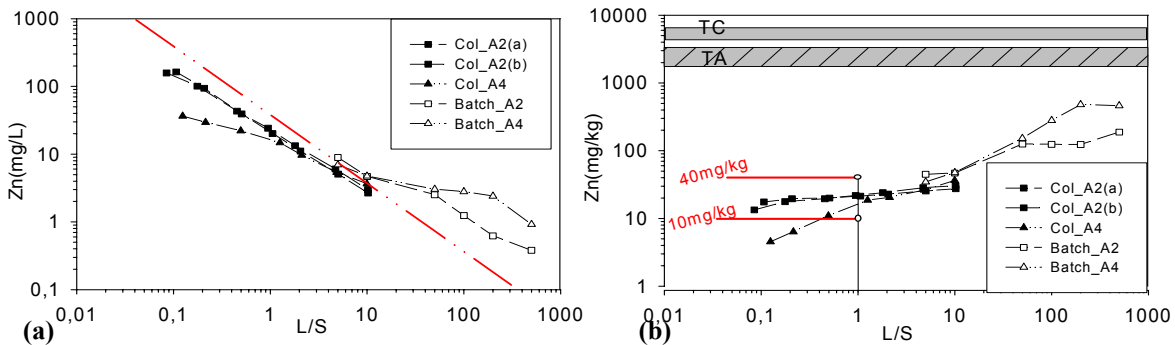 Zn(mg/L)
1000
100
10
1
0,1
0,01
0,1
1
10
100
1000
L/S
(a)
Col_A2(a)
Col_A2(b)
Col_A4
Batch_A2
Batch_A4
Zn(mg/kg)
10000
1000
100
10
1
TC
TA
40mg/kg
10mg/kg
0,01
0,1
1
10
100
1000
L/S
(b)
Col_A2(a)
Col_A2(b)
Col_A4
Batch_A2
Batch_A4